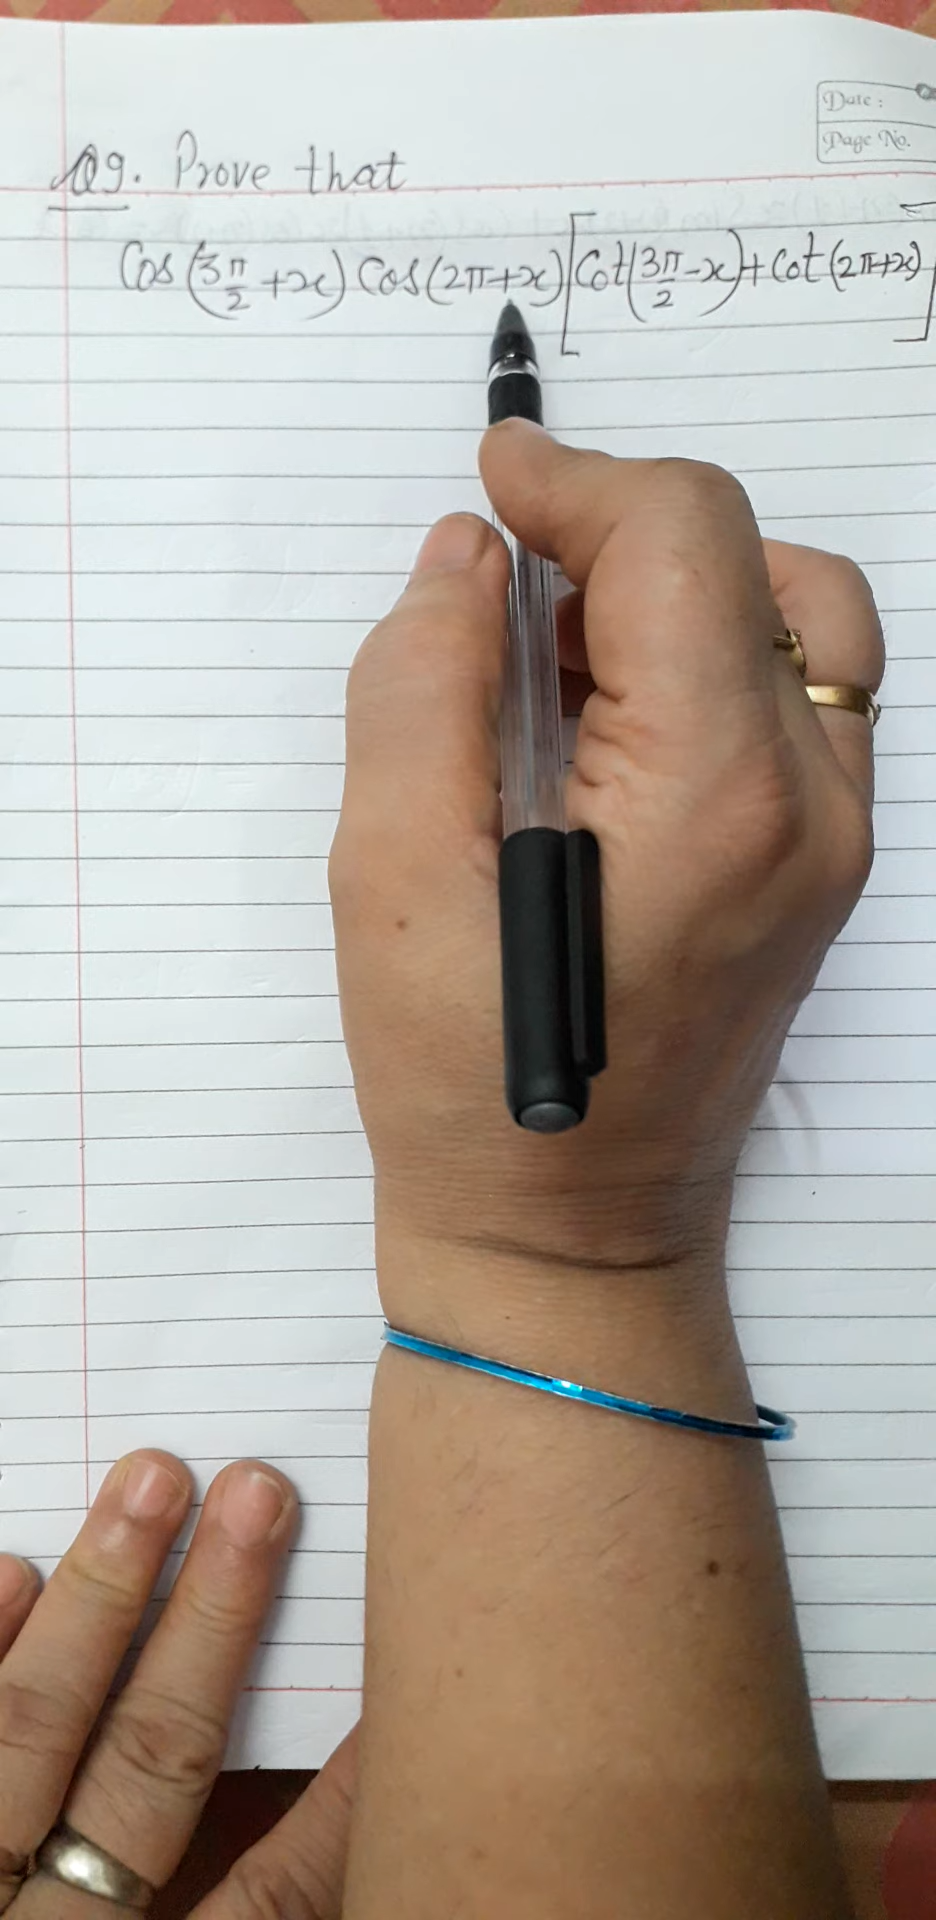 Date :
Page No.
Q9. Prove that
Cos(3π/2 +x) Cos(2π+x)[Cot(3π/2 -x)+Cot(2π+x)]